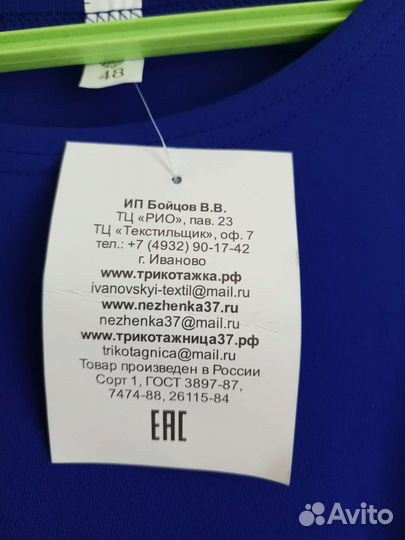 48
ИП Бойцов В.В.
ТЦ «РИО», пав. 23
ТЦ «Текстильщик», оф. 7
тел.: +7 (4932) 90-17-42
г. Иваново
www.трикотажка.рф
ivanovskyi-textil@mail.ru
www.nezhenka37.ru
nezhenka37@mail.ru
www.трикотажница37.рф
trikotagnica@mail.ru
Товар произведен в России
Сорт 1, ГОСТ 3897-87,
7474-88, 26115-84
ЕАС
Avito